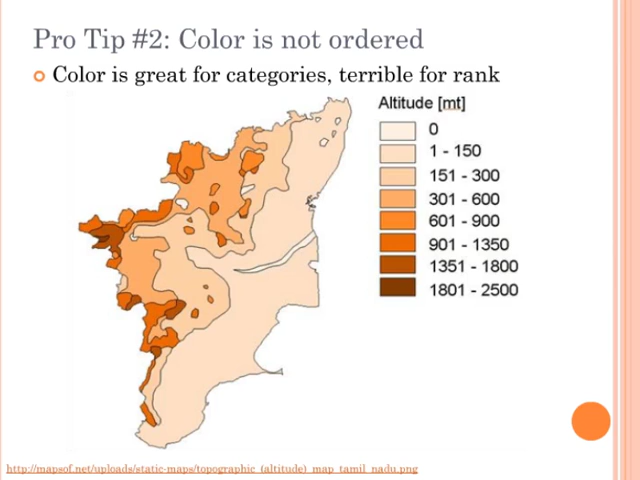 Pro Tip #2: Color is not ordered
Color is great for categories, terrible for rank
Altitude [mt]
0
1 - 150
151 - 300
301 - 600
601 - 900
901 - 1350
1351 - 1800
1801 - 2500
http://mapsof.net/uploads/static-maps/topographic_(altitude)_map_tamil_nadu.png